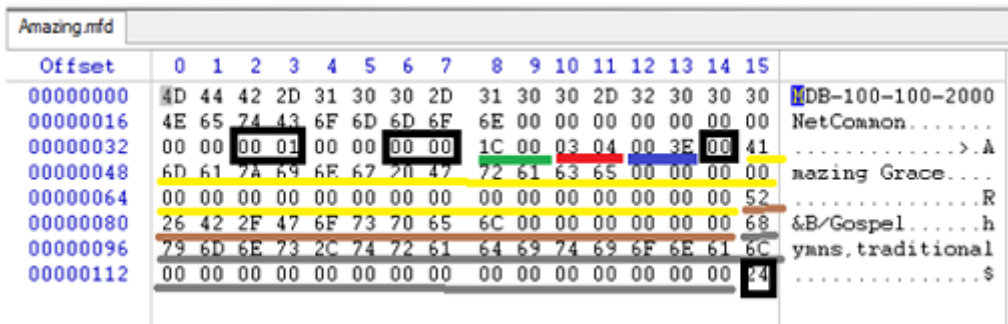 Amazing.mfd
Offset 0 1 2 3 4 5 6 7 8 9 10 11 12 13 14 15
00000000 4D 44 42 2D 31 30 30 2D 31 30 30 2D 32 30 30 30 MDB-100-100-2000
00000016 4E 65 74 43 6F 6D 6D 6F 6E 00 00 00 00 00 00 00 NetCommon.......
00000032 00 00 00 01 00 00 00 00 1C 00 03 04 00 3E 00 41 .............>.A
00000048 6D 61 7A 69 6E 67 20 47 72 61 63 65 00 00 00 00 mazing Grace....
00000064 00 00 00 00 00 00 00 00 00 00 00 00 00 00 00 52 ...............R
00000080 26 42 2F 47 6F 73 70 65 6C 00 00 00 00 00 00 68 &B/Gospel......h
00000096 79 6D 6E 73 2C 74 72 61 64 69 74 69 6F 6E 61 6C ymns,traditional
00000112 00 00 00 00 00 00 00 00 00 00 00 00 00 00 00 24 ...............$